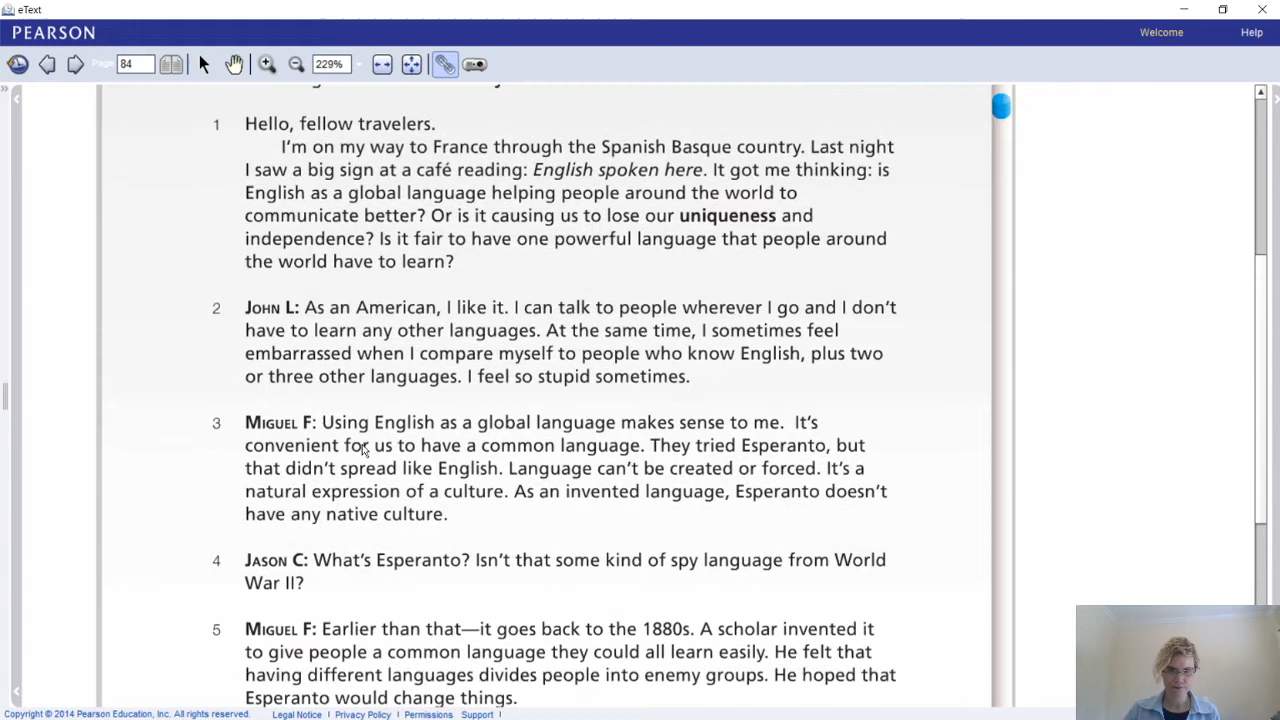 eText
PEARSON
Welcome
Help
Page 84
229%
1 Hello, fellow travelers.
I'm on my way to France through the Spanish Basque country. Last night
I saw a big sign at a café reading: English spoken here. It got me thinking: is
English as a global language helping people around the world to
communicate better? Or is it causing us to lose our uniqueness and
independence? Is it fair to have one powerful language that people around
the world have to learn?
2 JOHN L: As an American, I like it. I can talk to people wherever I go and I don't
have to learn any other languages. At the same time, I sometimes feel
embarrassed when I compare myself to people who know English, plus two
or three other languages. I feel so stupid sometimes.
3 MIGUEL F: Using English as a global language makes sense to me. It's
convenient for us to have a common language. They tried Esperanto, but
that didn't spread like English. Language can't be created or forced. It's a
natural expression of a culture. As an invented language, Esperanto doesn't
have any native culture.
4 JASON C: What's Esperanto? Isn't that some kind of spy language from World
War II?
5 MIGUEL F: Earlier than that—it goes back to the 1880s. A scholar invented it
to give people a common language they could all learn easily. He felt that
having different languages divides people into enemy groups. He hoped that
Esperanto would change things.
Copyright © 2014 Pearson Education, Inc. All rights reserved. Legal Notice | Privacy Policy | Permissions Support |